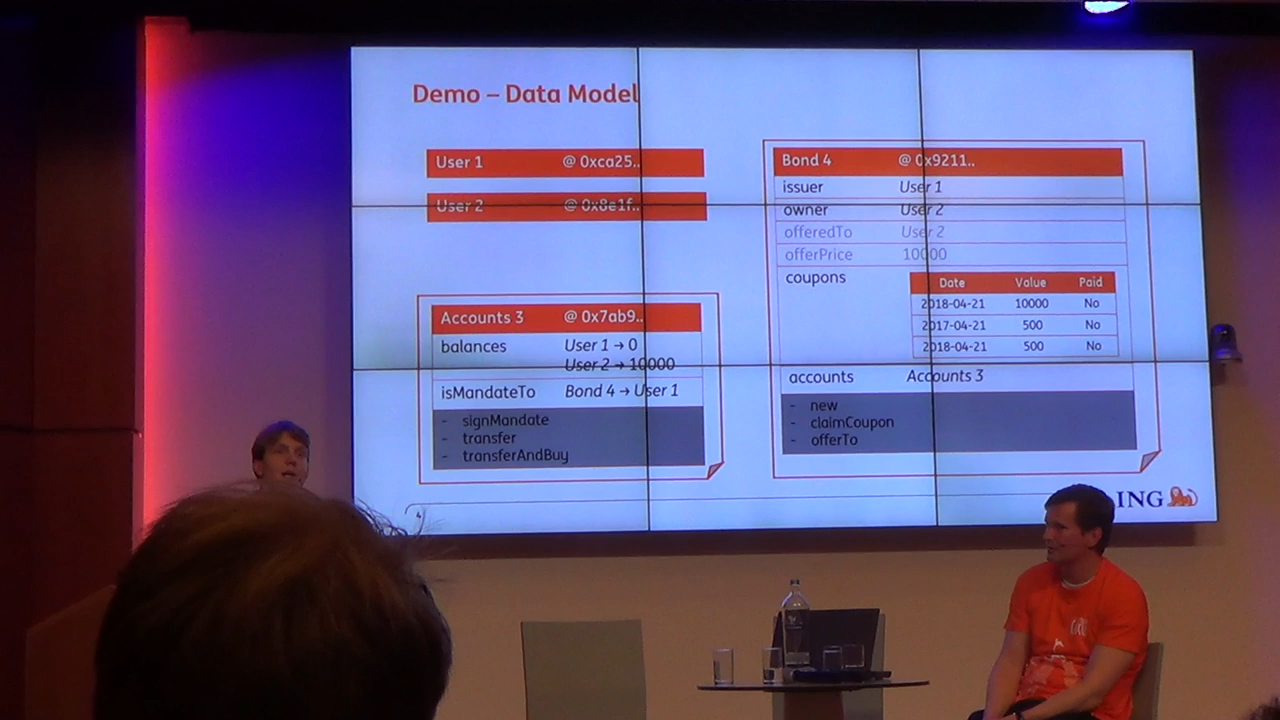 Demo – Data Model
User 1 @ 0xca25..
User 2 @ 0x8e1f..
Accounts 3 @ 0x7ab9..
balances User 1 → 0
User 2 → 10000
isMandateTo Bond 4 → User 1
- signMandate
- transfer
- transferAndBuy
Bond 4 @ 0x9211..
issuer User 1
owner User 2
offeredTo User 2
offerPrice 10000
coupons
Date Value Paid
2018-04-21 10000 No
2017-04-21 500 No
2018-04-21 500 No
accounts Accounts 3
- new
- claimCoupon
- offerTo
4
ING